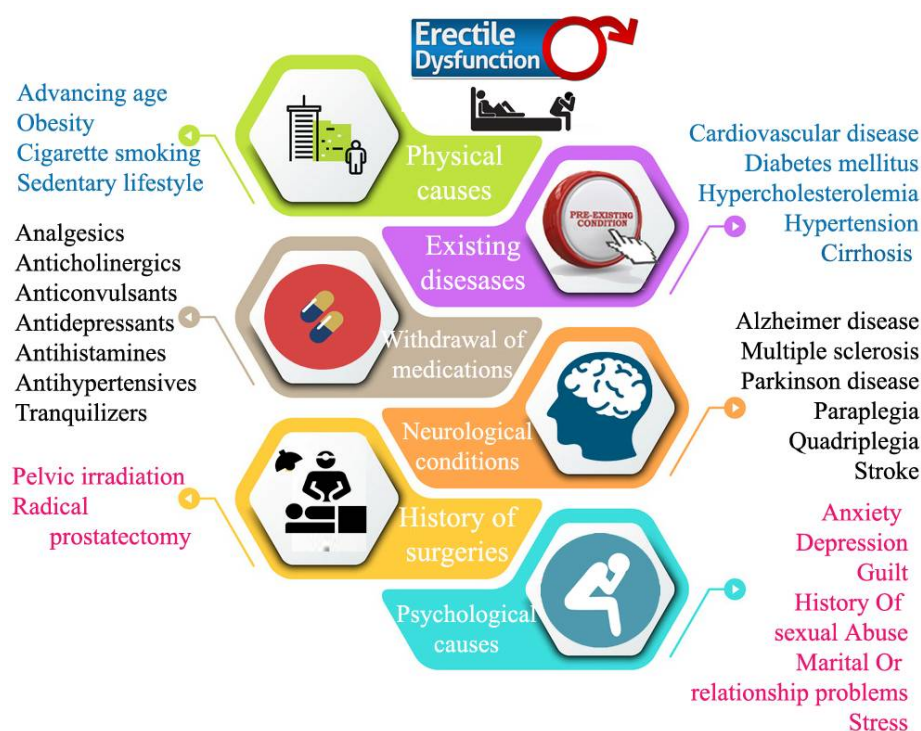 Erectile
Dysfunction
Advancing age
Obesity
Cigarette smoking
Sedentary lifestyle
Physical
causes
Cardiovascular disease
Diabetes mellitus
Hypercholesterolemia
Hypertension
Cirrhosis
PRE-EXISTING
CONDITION
Existing
disesases
Analgesics
Anticholinergics
Anticonvulsants
Antidepressants
Antihistamines
Antihypertensives
Tranquilizers
Withdrawal of
medications
Alzheimer disease
Multiple sclerosis
Parkinson disease
Paraplegia
Quadriplegia
Stroke
Neurological
conditions
Pelvic irradiation
Radical
prostatectomy
History of
surgeries
Anxiety
Depression
Guilt
History Of
sexual Abuse
Marital Or
relationship problems
Stress
Psychological
causes